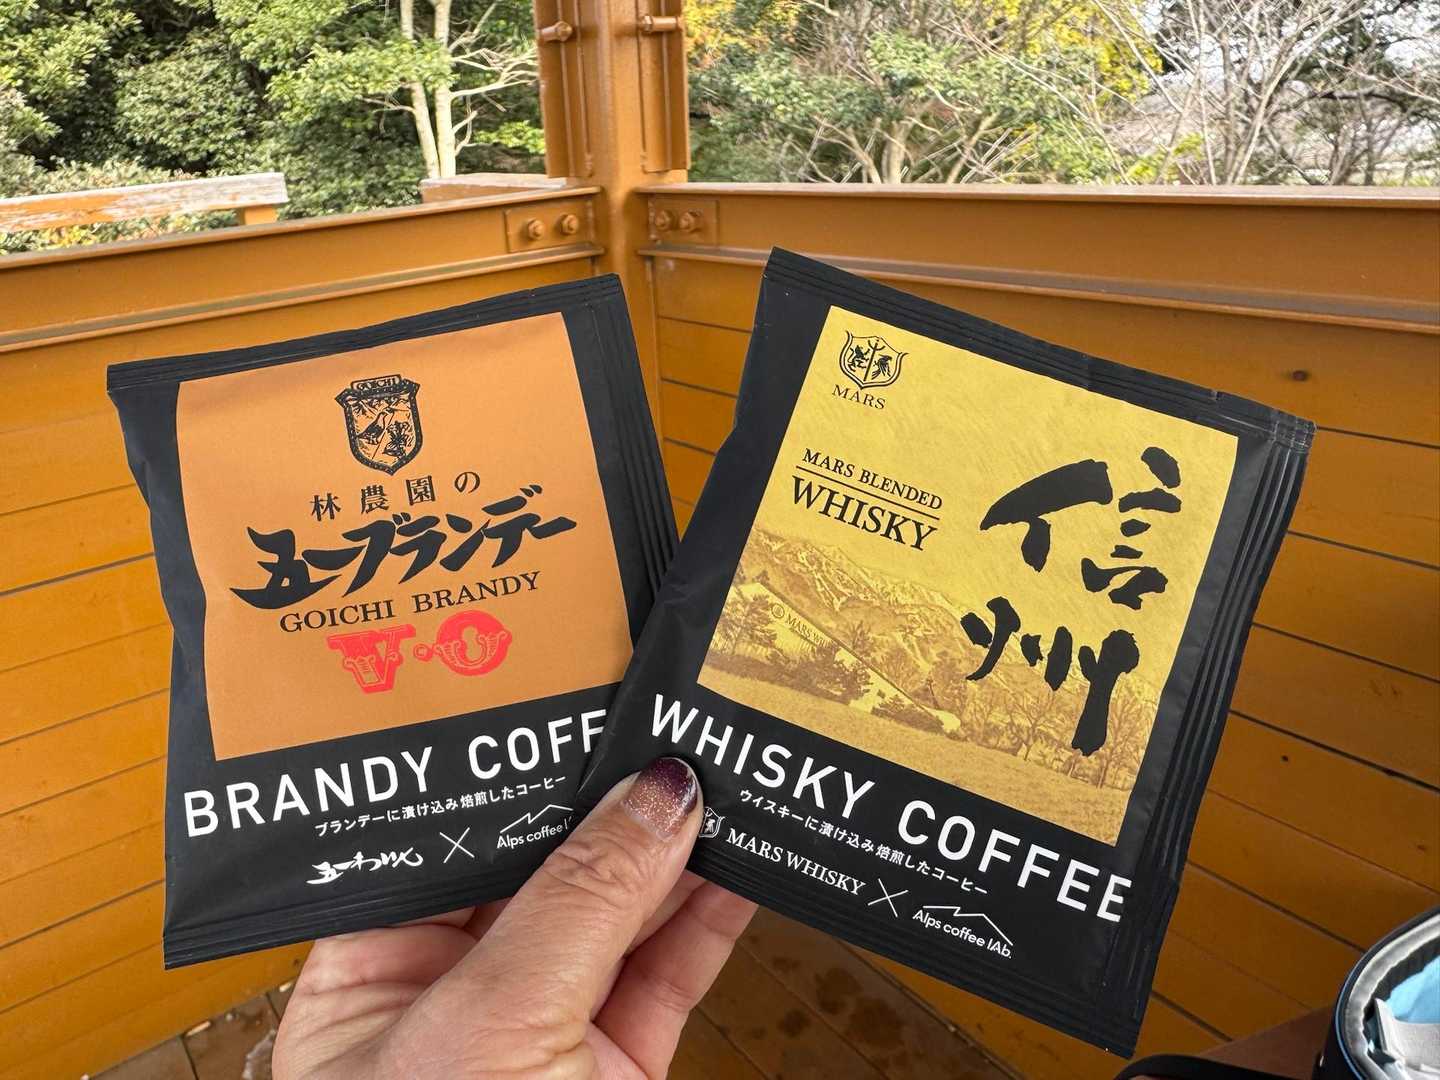 GOICHI
林農園の
五一ブランデー
GOICHI BRANDY
V・O
BRANDY COFF
ブランデーに漬け込み焙煎したコーヒー
五一わいん × Alps coffee l
MARS
MARS BLENDED
WHISKY
信州
MARS WHI
WHISKY COFFEE
ウイスキーに漬け込み焙煎したコーヒー
MARS WHISKY × Alps coffee lAb.